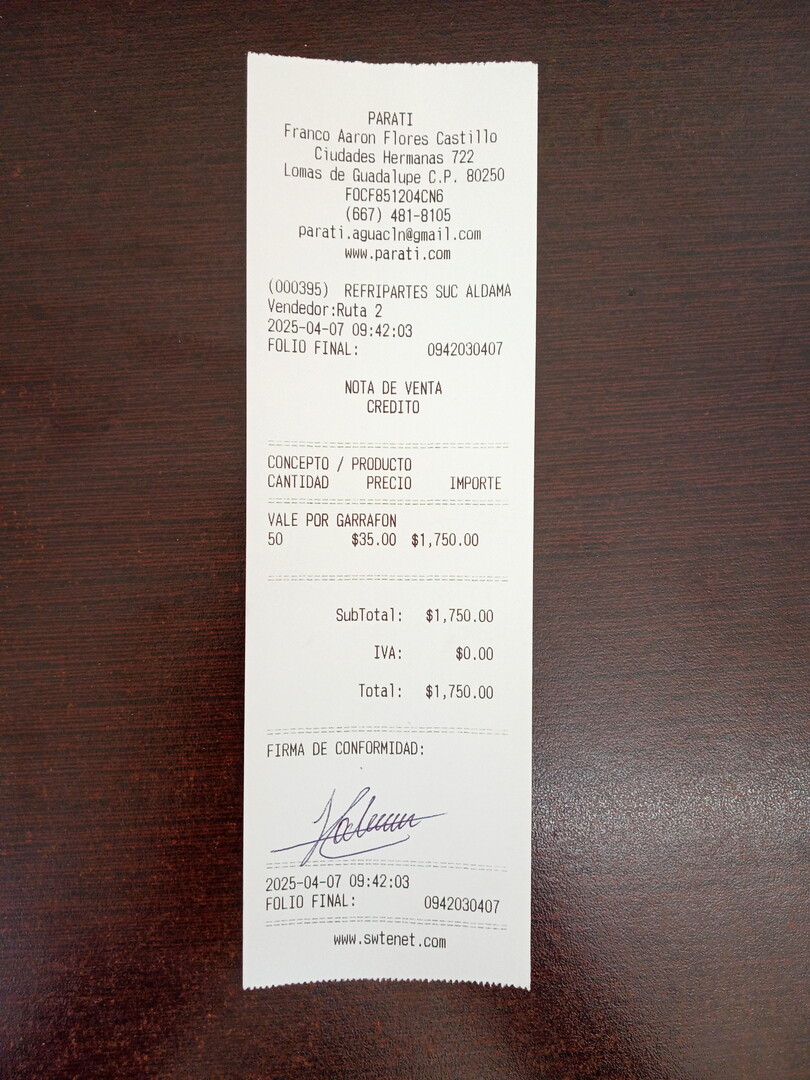 PARATI
Franco Aaron Flores Castillo
Ciudades Hermanas 722
Lomas de Guadalupe C.P. 80250
FOCF851204CN6
(667) 481-8105
parati.aguacln@gmail.com
www.parati.com
(000395) REFRIPARTES SUC ALDAMA
Vendedor:Ruta 2
2025-04-07 09:42:03
FOLIO FINAL: 0942030407
NOTA DE VENTA
CREDITO
CONCEPTO / PRODUCTO
CANTIDAD PRECIO IMPORTE
VALE POR GARRAFON
50 $35.00 $1,750.00
SubTotal: $1,750.00
IVA: $0.00
Total: $1,750.00
FIRMA DE CONFORMIDAD:
2025-04-07 09:42:03
FOLIO FINAL: 0942030407
www.swtenet.com